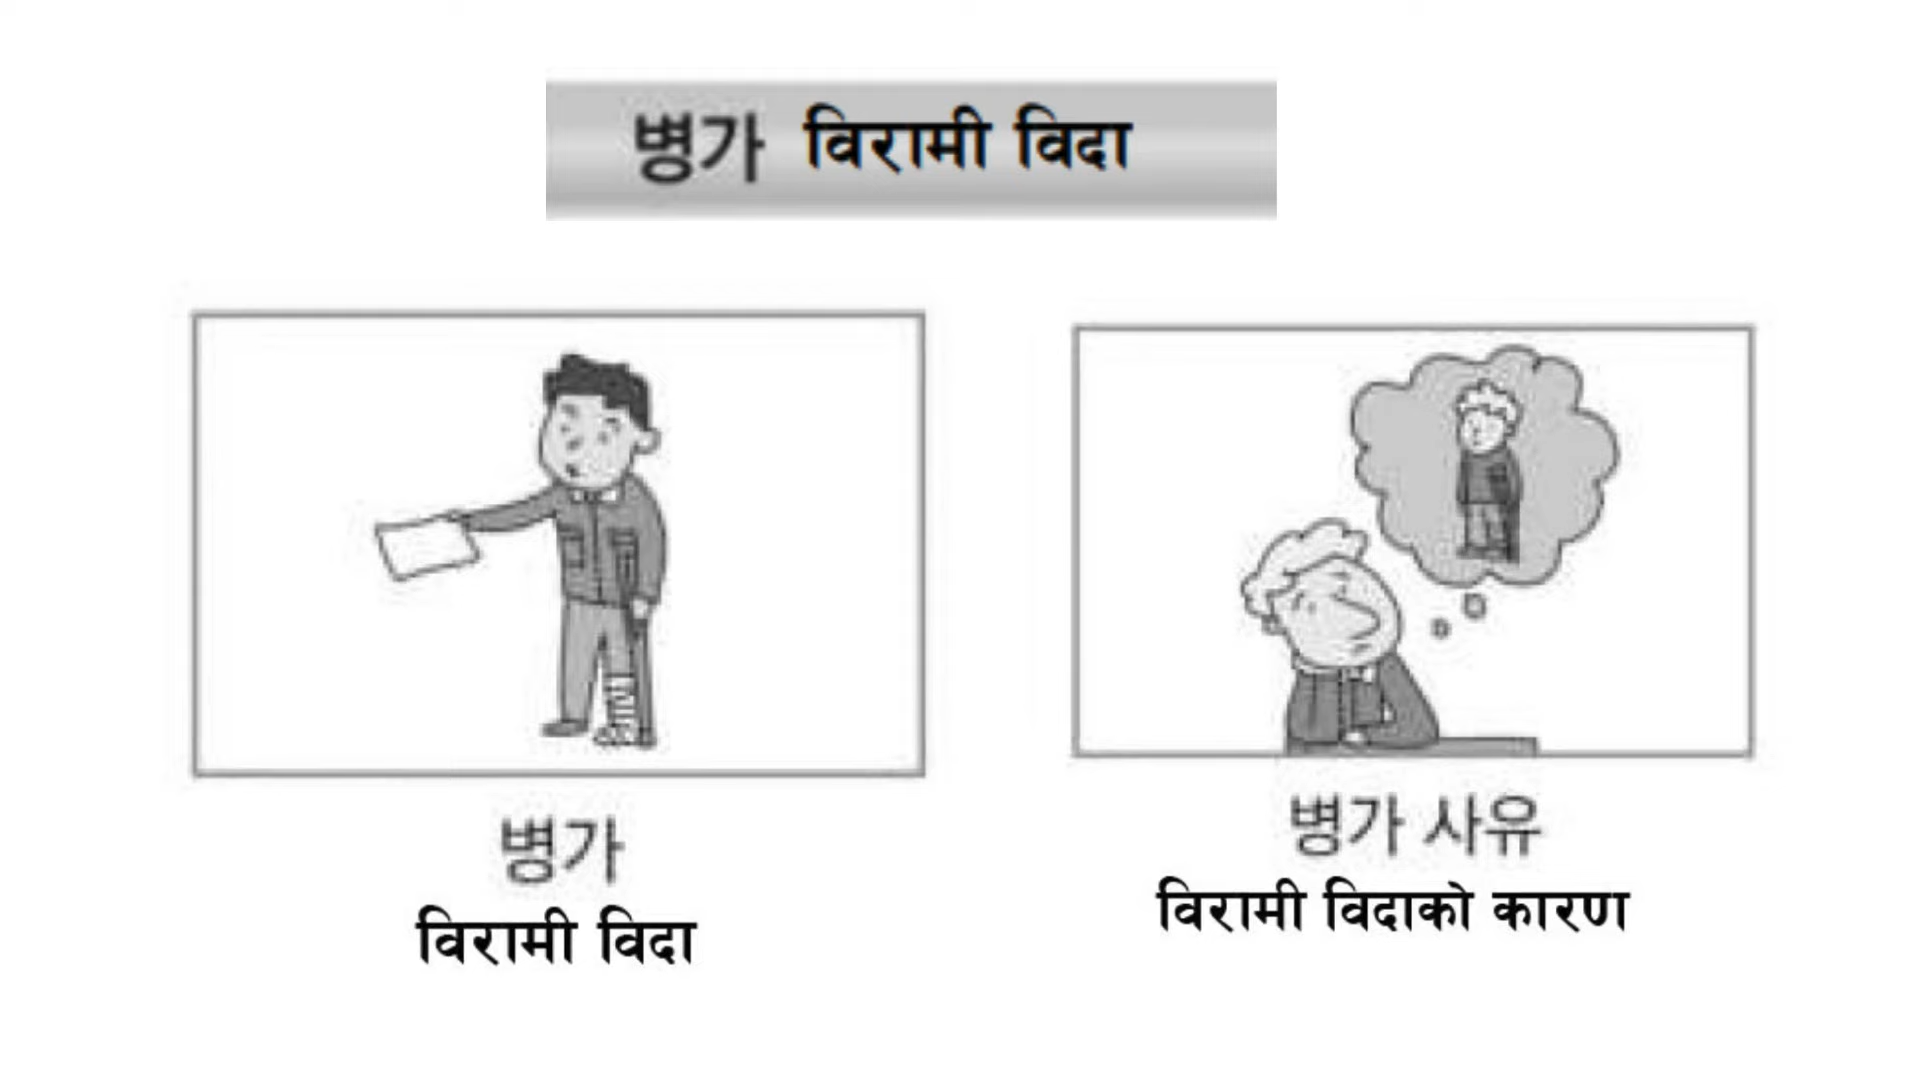 병가 विरामी विदा
병가
विरामी विदा
병가 사유
विरामी विदाको कारण